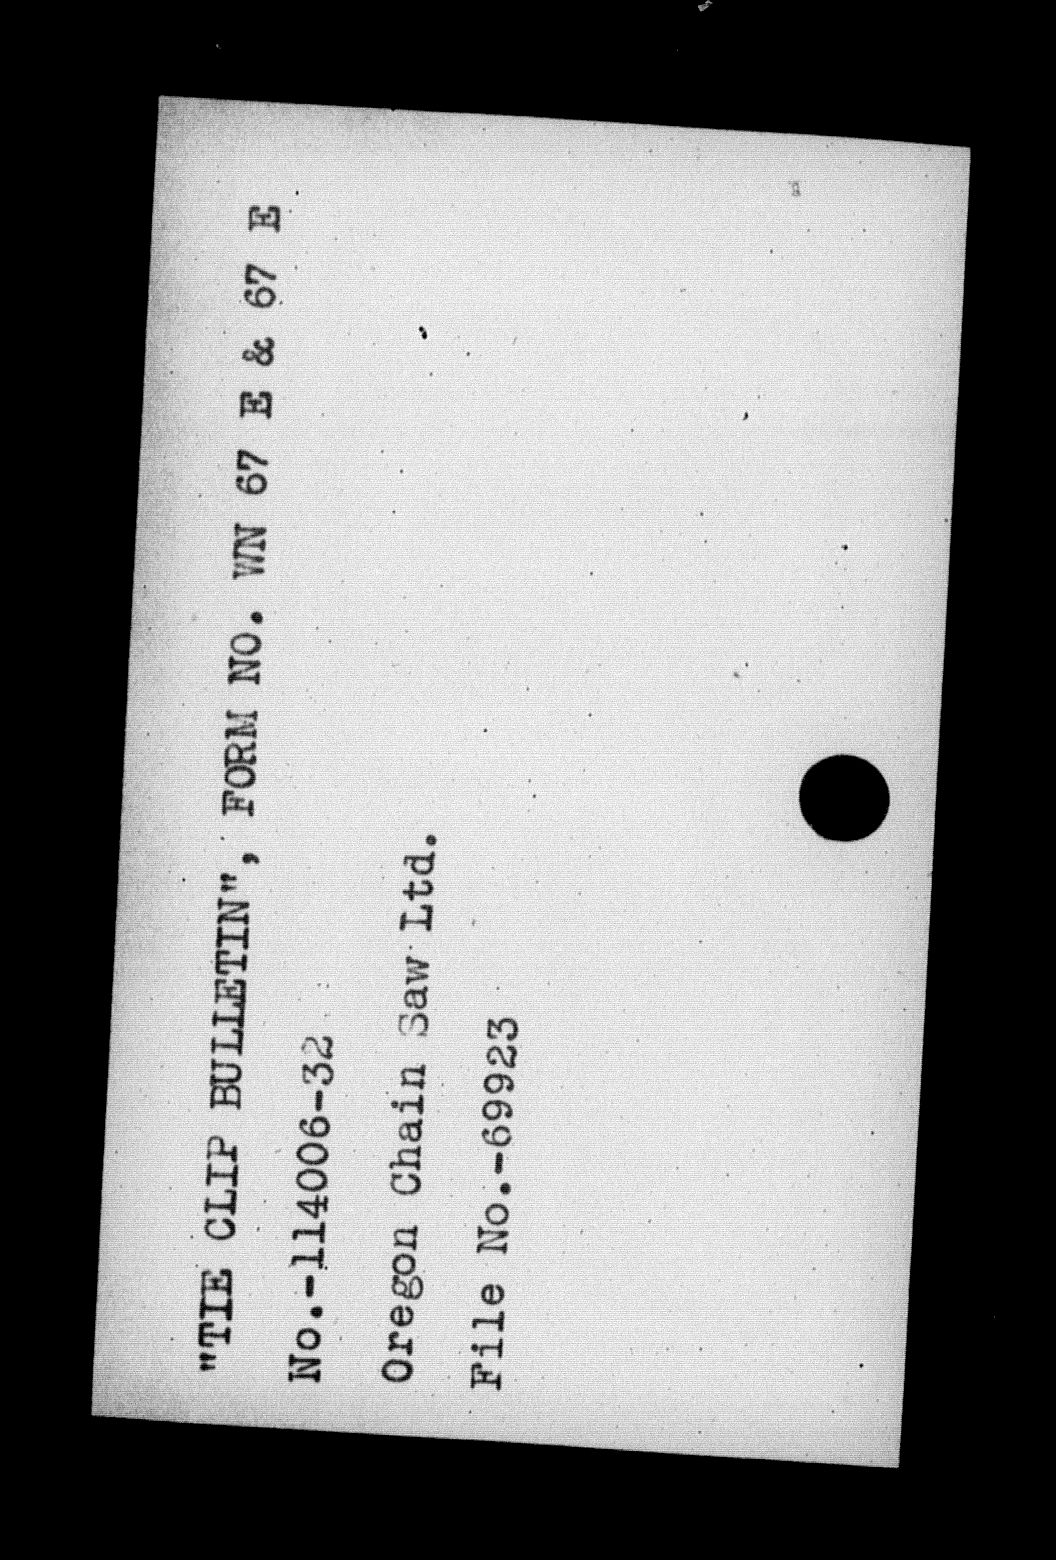 "TIE CLIP BULLETIN", FORM NO. WN 67 E & 67 E
No.-114006-32
Oregon Chain Saw Ltd.
File No.-69923